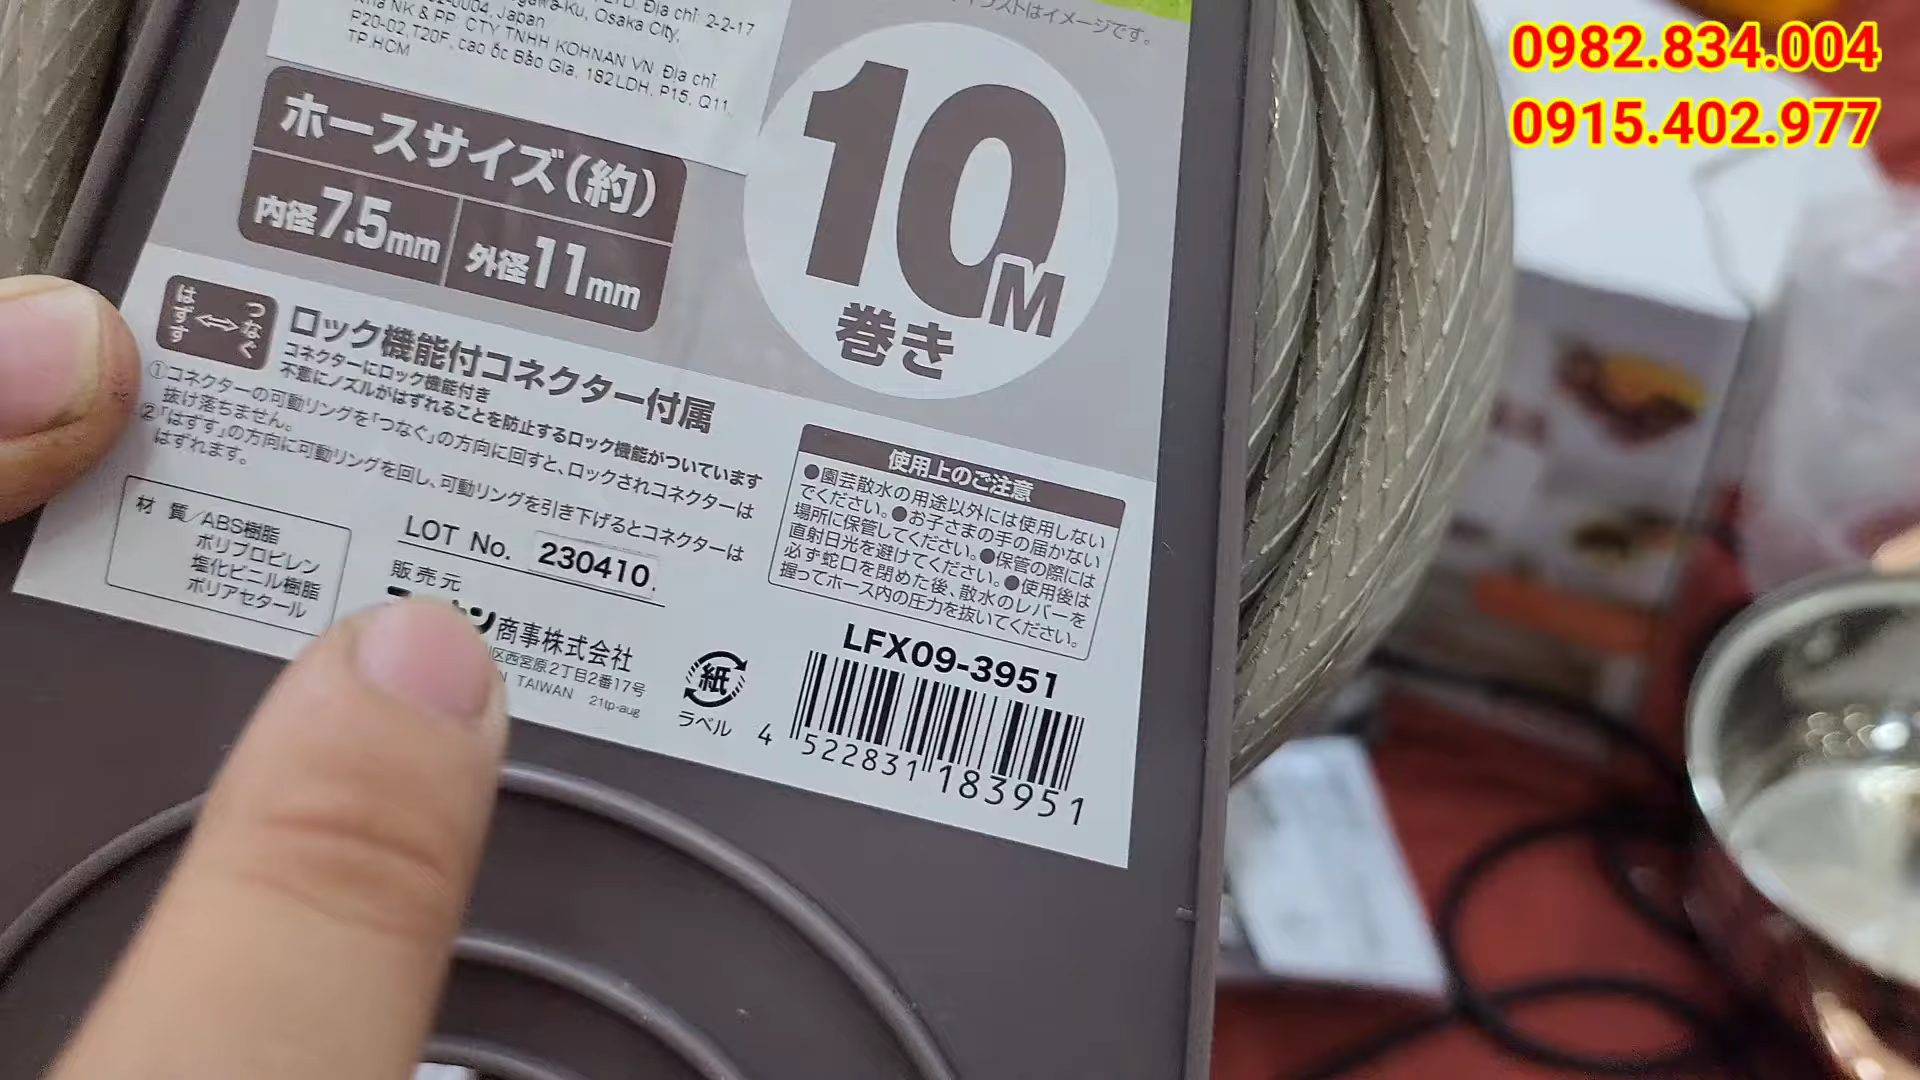 0982.834.004
0915.402.977
LTD. Địa chỉ: 2-2-17
Ku, Osaka City,
0004, Japan
Nhà NK & PP. CTY TNHH KOHNAN VN. Địa chỉ:
P20-02,T20F, cao ốc Bảo Gia, 182LDH, P15, Q11,
TP.HCM
イラストはイメージです。
ホースサイズ(約)
内径7.5mm
外径11mm
10M
巻き
つなぐ
はずす
ロック機能付コネクター付属
コネクターにロック機能付き
不意にノズルがはずれることを防止するロック機能がついています
①コネクターの可動リングを「つなぐ」の方向に回すと、ロックされコネクターは
抜け落ちません。
②「はずす」の方向に可動リングを回し、可動リングを引き下げるとコネクターは
はずれます。
材 質/ABS樹脂
ポリプロピレン
塩化ビニル樹脂
ポリアセタール
LOT No. 230410.
販売元
ン商事株式会社
区西宮原2丁目2番17号
N TAIWAN 21tp-aug
紙
ラベル
使用上のご注意
●園芸散水の用途以外には使用しない
でください。●お子さまの手の届かない
場所に保管してください。●保管の際には
直射日光を避けてください。●使用後は
必ず蛇口を閉めた後、散水のレバーを
握ってホース内の圧力を抜いてください。
LFX09-3951
4 522831 183951